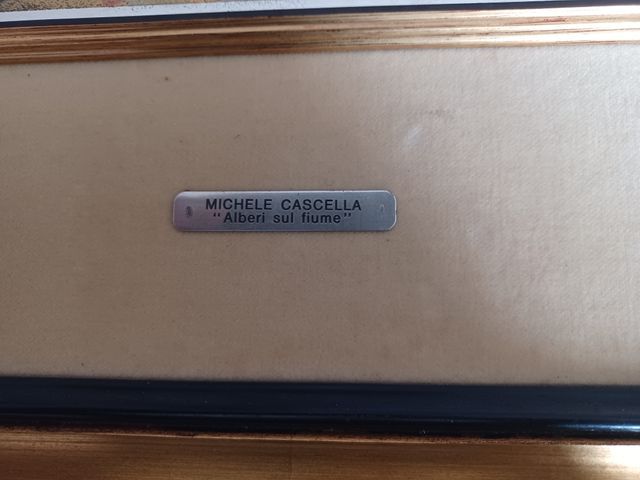 MICHELE CASCELLA
"Alberi sul fiume"